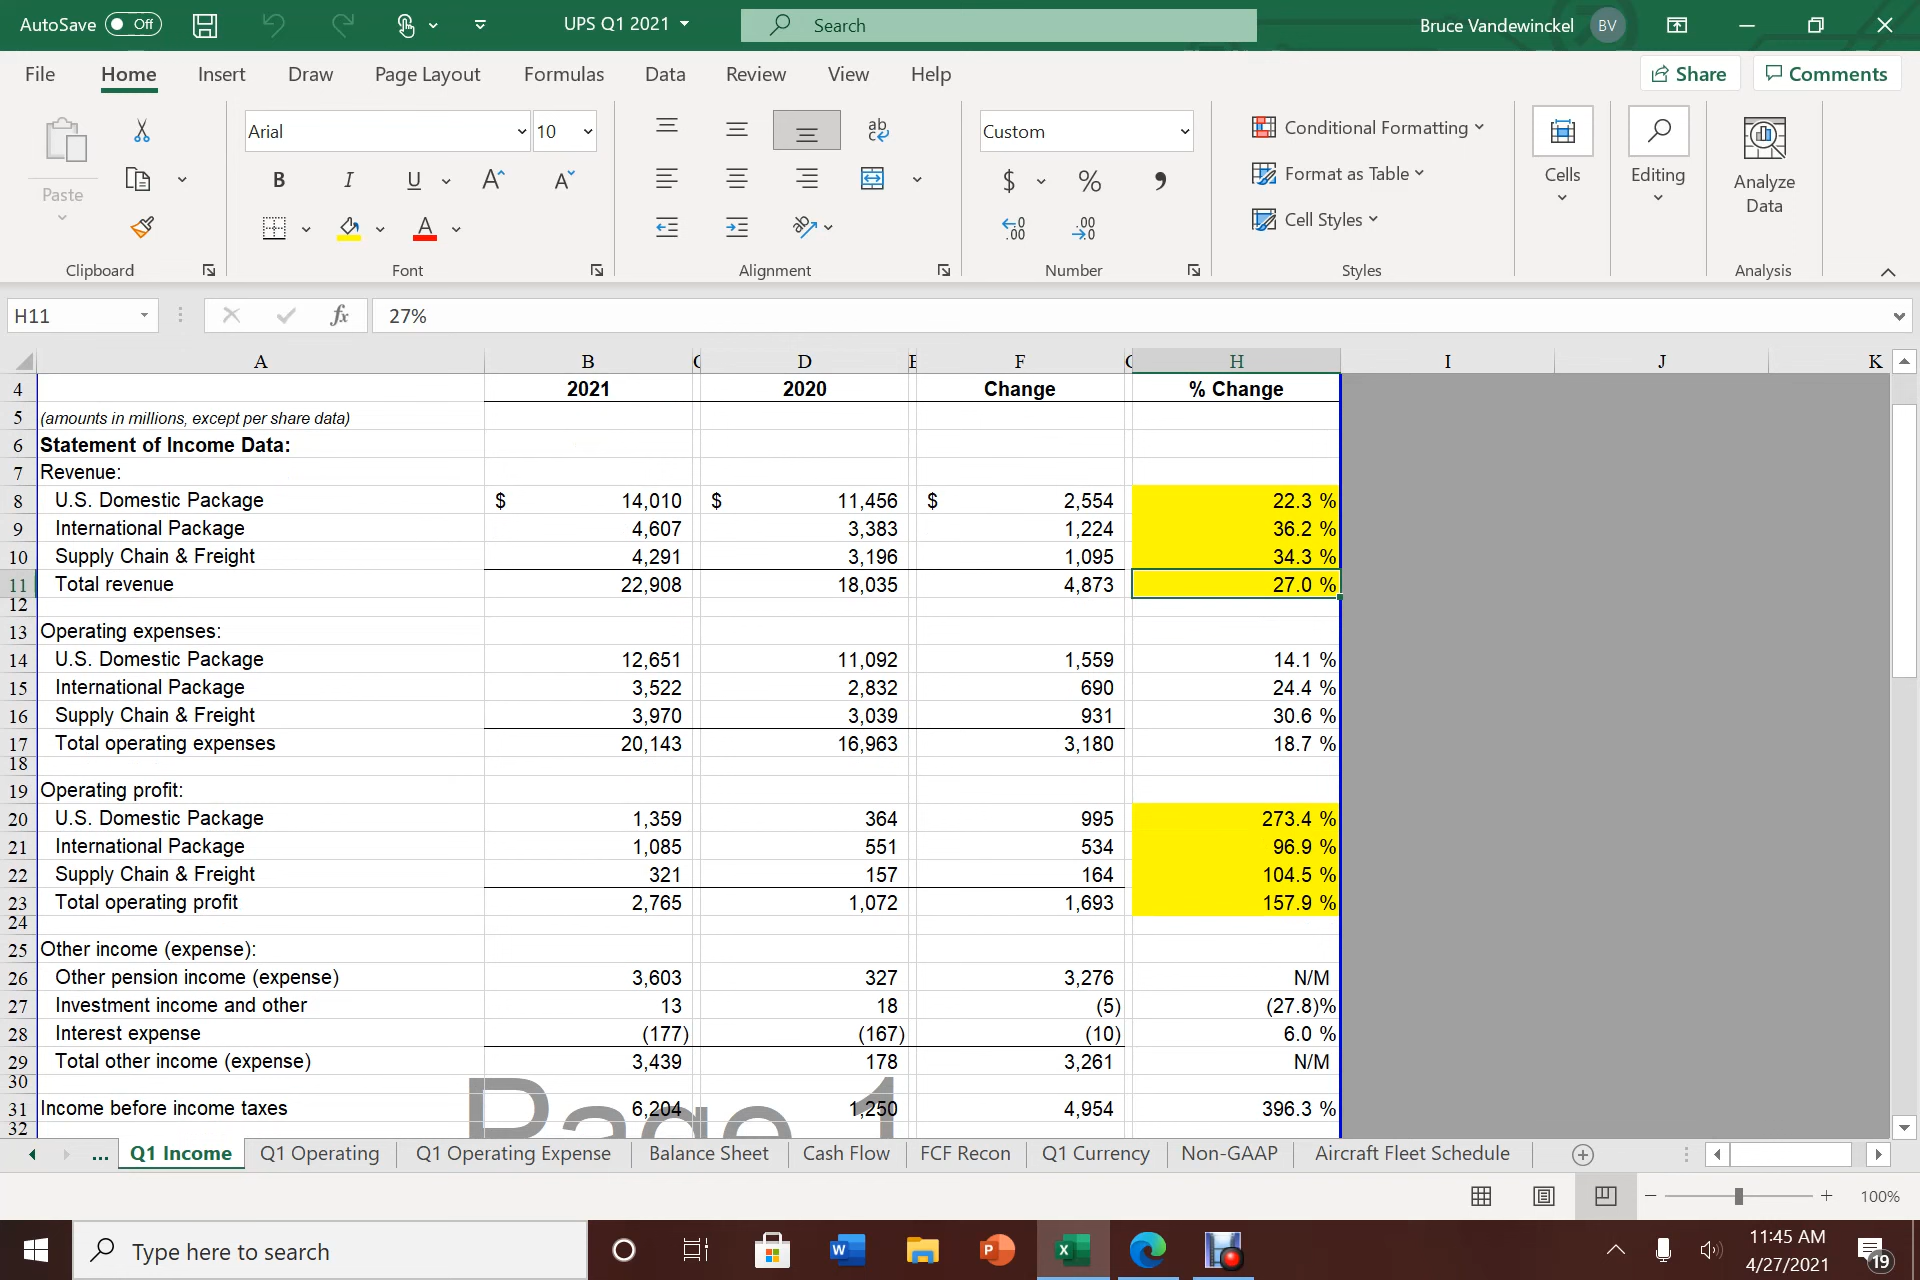 AutoSave Off UPS Q1 2021 Search Bruce Vandewinckel BV
File Home Insert Draw Page Layout Formulas Data Review View Help Share Comments
Paste
Arial 10
B I U A A
A
ab
Custom
$ % ,
.00 .00
Conditional Formatting
Format as Table
Cell Styles
Cells
Editing
Analyze Data
Clipboard Font Alignment Number Styles Analysis
H11 fx 27%
A B C D E F G H I J K
4 2021 2020 Change % Change
5 (amounts in millions, except per share data)
6 Statement of Income Data:
7 Revenue:
8 U.S. Domestic Package $ 14,010 $ 11,456 $ 2,554 22.3 %
9 International Package 4,607 3,383 1,224 36.2 %
10 Supply Chain & Freight 4,291 3,196 1,095 34.3 %
11 Total revenue 22,908 18,035 4,873 27.0 %
12
13 Operating expenses:
14 U.S. Domestic Package 12,651 11,092 1,559 14.1 %
15 International Package 3,522 2,832 690 24.4 %
16 Supply Chain & Freight 3,970 3,039 931 30.6 %
17 Total operating expenses 20,143 16,963 3,180 18.7 %
18
19 Operating profit:
20 U.S. Domestic Package 1,359 364 995 273.4 %
21 International Package 1,085 551 534 96.9 %
22 Supply Chain & Freight 321 157 164 104.5 %
23 Total operating profit 2,765 1,072 1,693 157.9 %
24
25 Other income (expense):
26 Other pension income (expense) 3,603 327 3,276 N/M
27 Investment income and other 13 18 (5) (27.8)%
28 Interest expense (177) (167) (10) 6.0 %
29 Total other income (expense) 3,439 178 3,261 N/M
30
31 Income before income taxes 6,204 1,250 4,954 396.3 %
32
Page 1
... Q1 Income Q1 Operating Q1 Operating Expense Balance Sheet Cash Flow FCF Recon Q1 Currency Non-GAAP Aircraft Fleet Schedule
100%
Type here to search
11:45 AM
4/27/2021
19